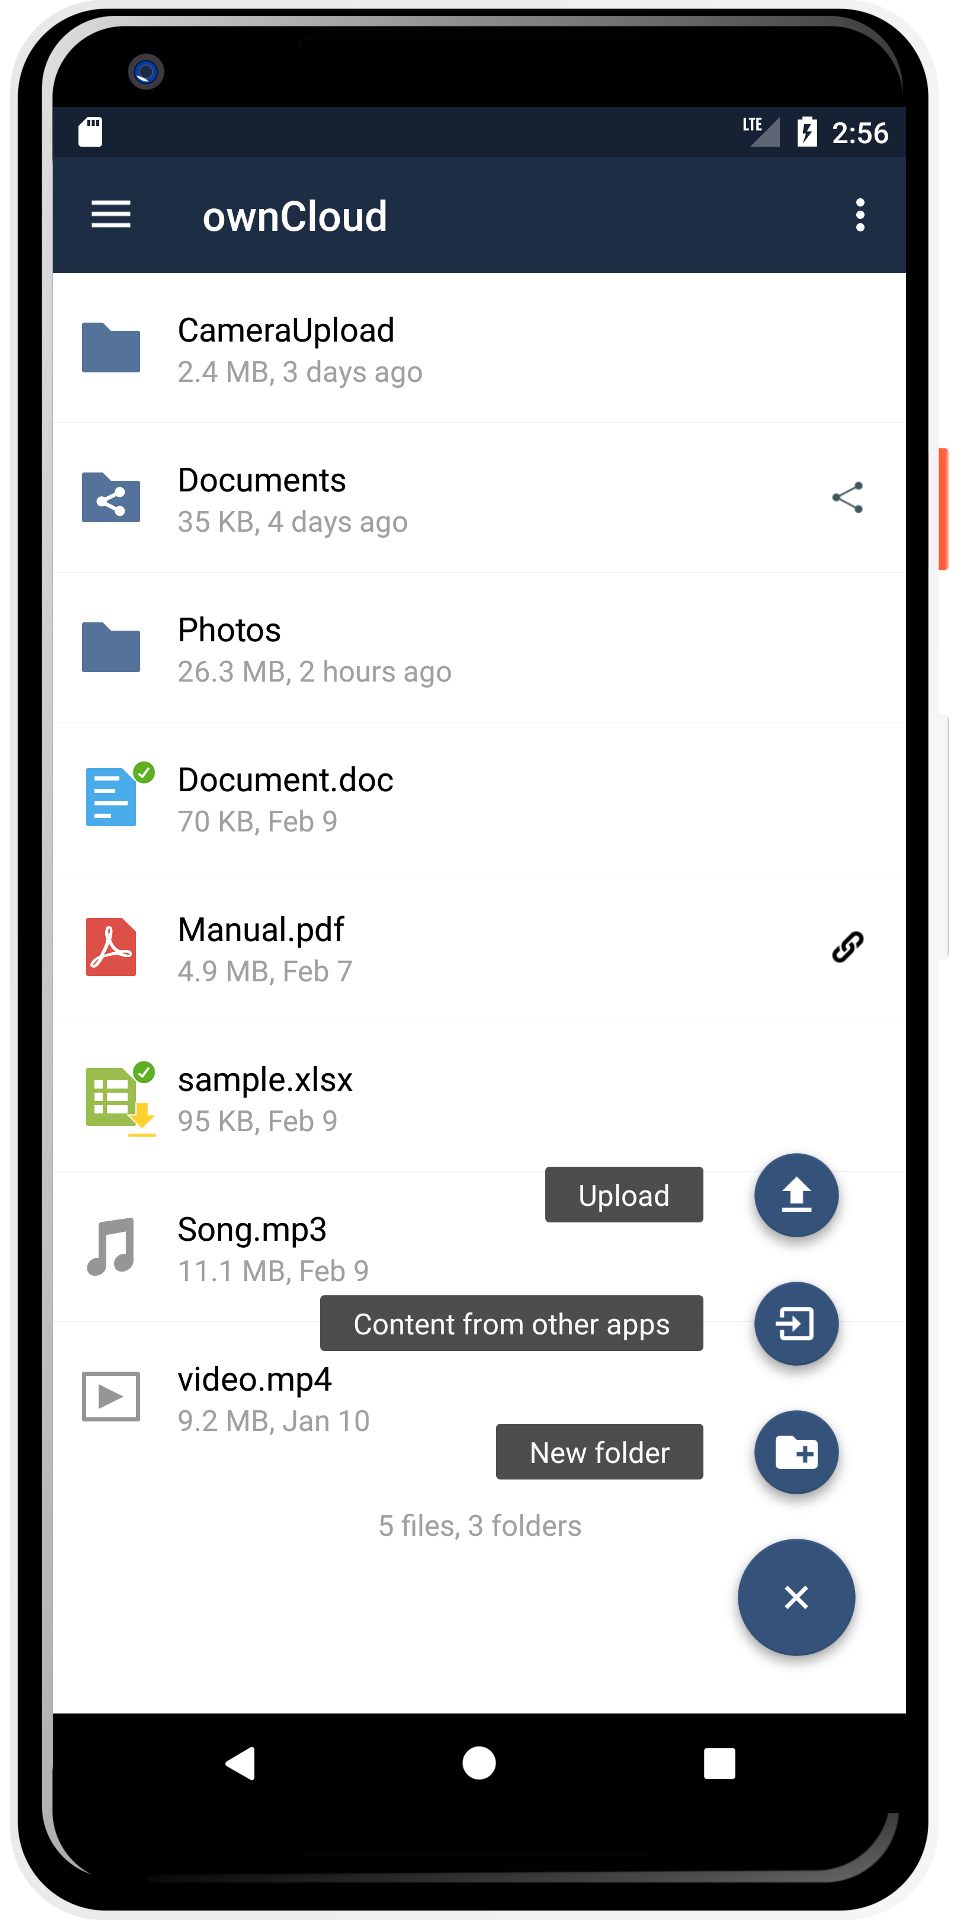 LTE 2:56
ownCloud
CameraUpload
2.4 MB, 3 days ago
Documents
35 KB, 4 days ago
Photos
26.3 MB, 2 hours ago
Document.doc
70 KB, Feb 9
Manual.pdf
4.9 MB, Feb 7
sample.xlsx
95 KB, Feb 9
Upload
Song.mp3
11.1 MB, Feb 9
Content from other apps
video.mp4
9.2 MB, Jan 10
New folder
5 files, 3 folders